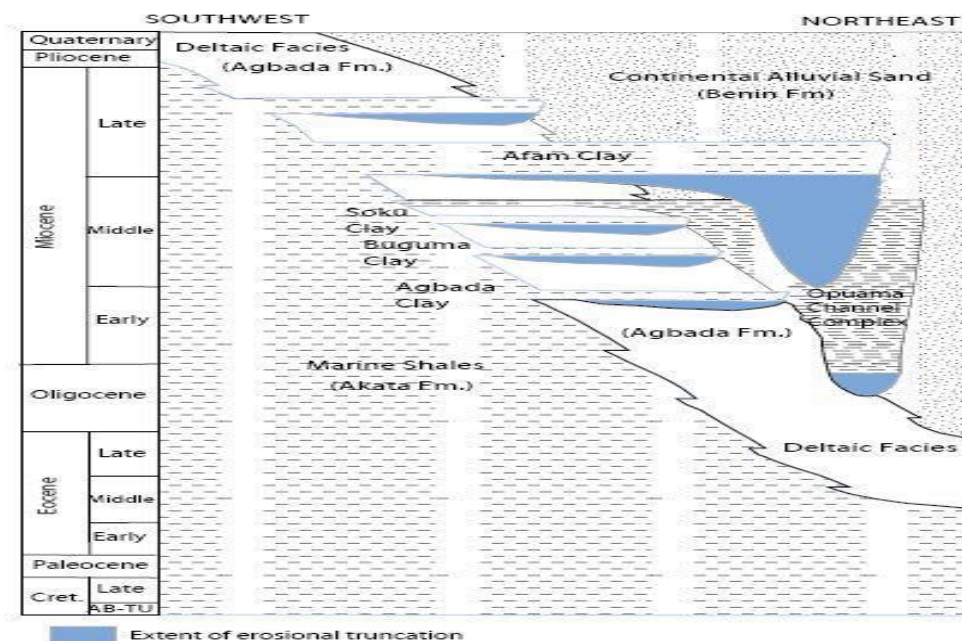 SOUTHWEST
NORTHEAST
Quaternary
Pliocene
Miocene
Late
Middle
Early
Oligocene
Eocene
Late
Middle
Early
Paleocene
Cret.
Late
AB-TU
Deltaic Facies
(Agbada Fm.)
Continental Alluvial Sand
(Benin Fm)
Afam Clay
Soku
Clay
Buguma
Clay
Agbada
Clay
Opuama
Channel
Complex
(Agbada Fm.)
Marine Shales
(Akata Fm.)
Deltaic Facies
Extent of erosional truncation